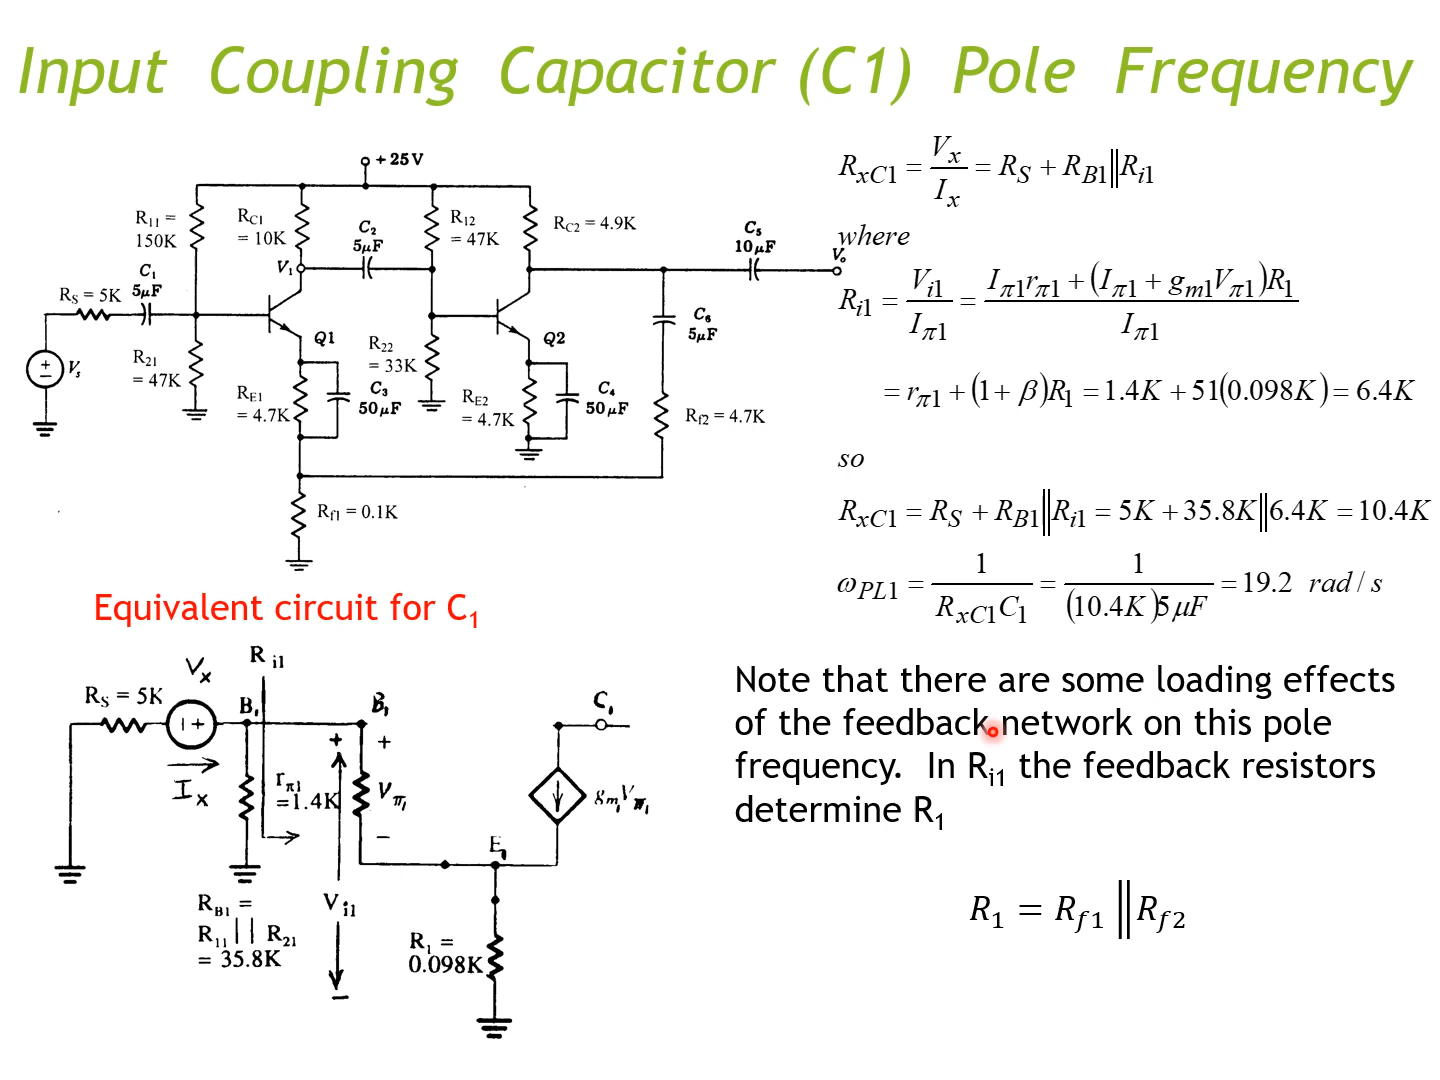 Input Coupling Capacitor (C1) Pole Frequency
+ 25 V
R11 =
150K
RC1
= 10K
C2
5μF
R12
= 47K
RC2 = 4.9K
C5
10μF
Vo
V1
C1
5μF
RS = 5K
Vs
+
−
R21
= 47K
Q1
R22
= 33K
Q2
C6
5μF
RE1
= 4.7K
C3
50μF
RE2
= 4.7K
C4
50μF
Rf2 = 4.7K
Rf1 = 0.1K
RxC1 = Vx / Ix = RS + RB1‖Ri1
where
Ri1 = Vi1 / Iπ1 = Iπ1rπ1 + (Iπ1 + gm1Vπ1)R1 / Iπ1
= rπ1 + (1 + β)R1 = 1.4K + 51(0.098K) = 6.4K
so
RxC1 = RS + RB1‖Ri1 = 5K + 35.8K‖6.4K = 10.4K
ωPL1 = 1 / RxC1C1 = 1 / (10.4K)5μF = 19.2 rad / s
Equivalent circuit for C1
Ri1
Vx
RS = 5K
− +
Ix
B1
B1
C1
+
+
rπ1
=1.4K
Vπ1
−
gm1Vπ1
E1
RB1 =
R11 || R21
= 35.8K
Vi1
−
R1 =
0.098K
Note that there are some loading effects
of the feedback network on this pole
frequency. In Ri1 the feedback resistors
determine R1
R1 = Rf1 ‖Rf2